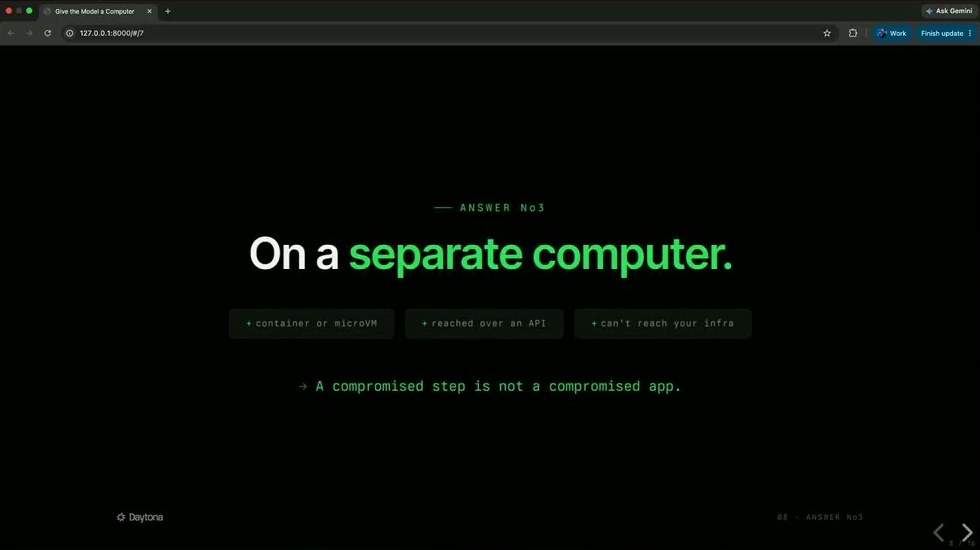 Give the Model a Computer
Ask Gemini
127.0.0.1:8000/#/7
Work
Finish update
ANSWER No3
On a separate computer.
+ container or microVM
+ reached over an API
+ can't reach your infra
→ A compromised step is not a compromised app.
Daytona
08 · ANSWER No3